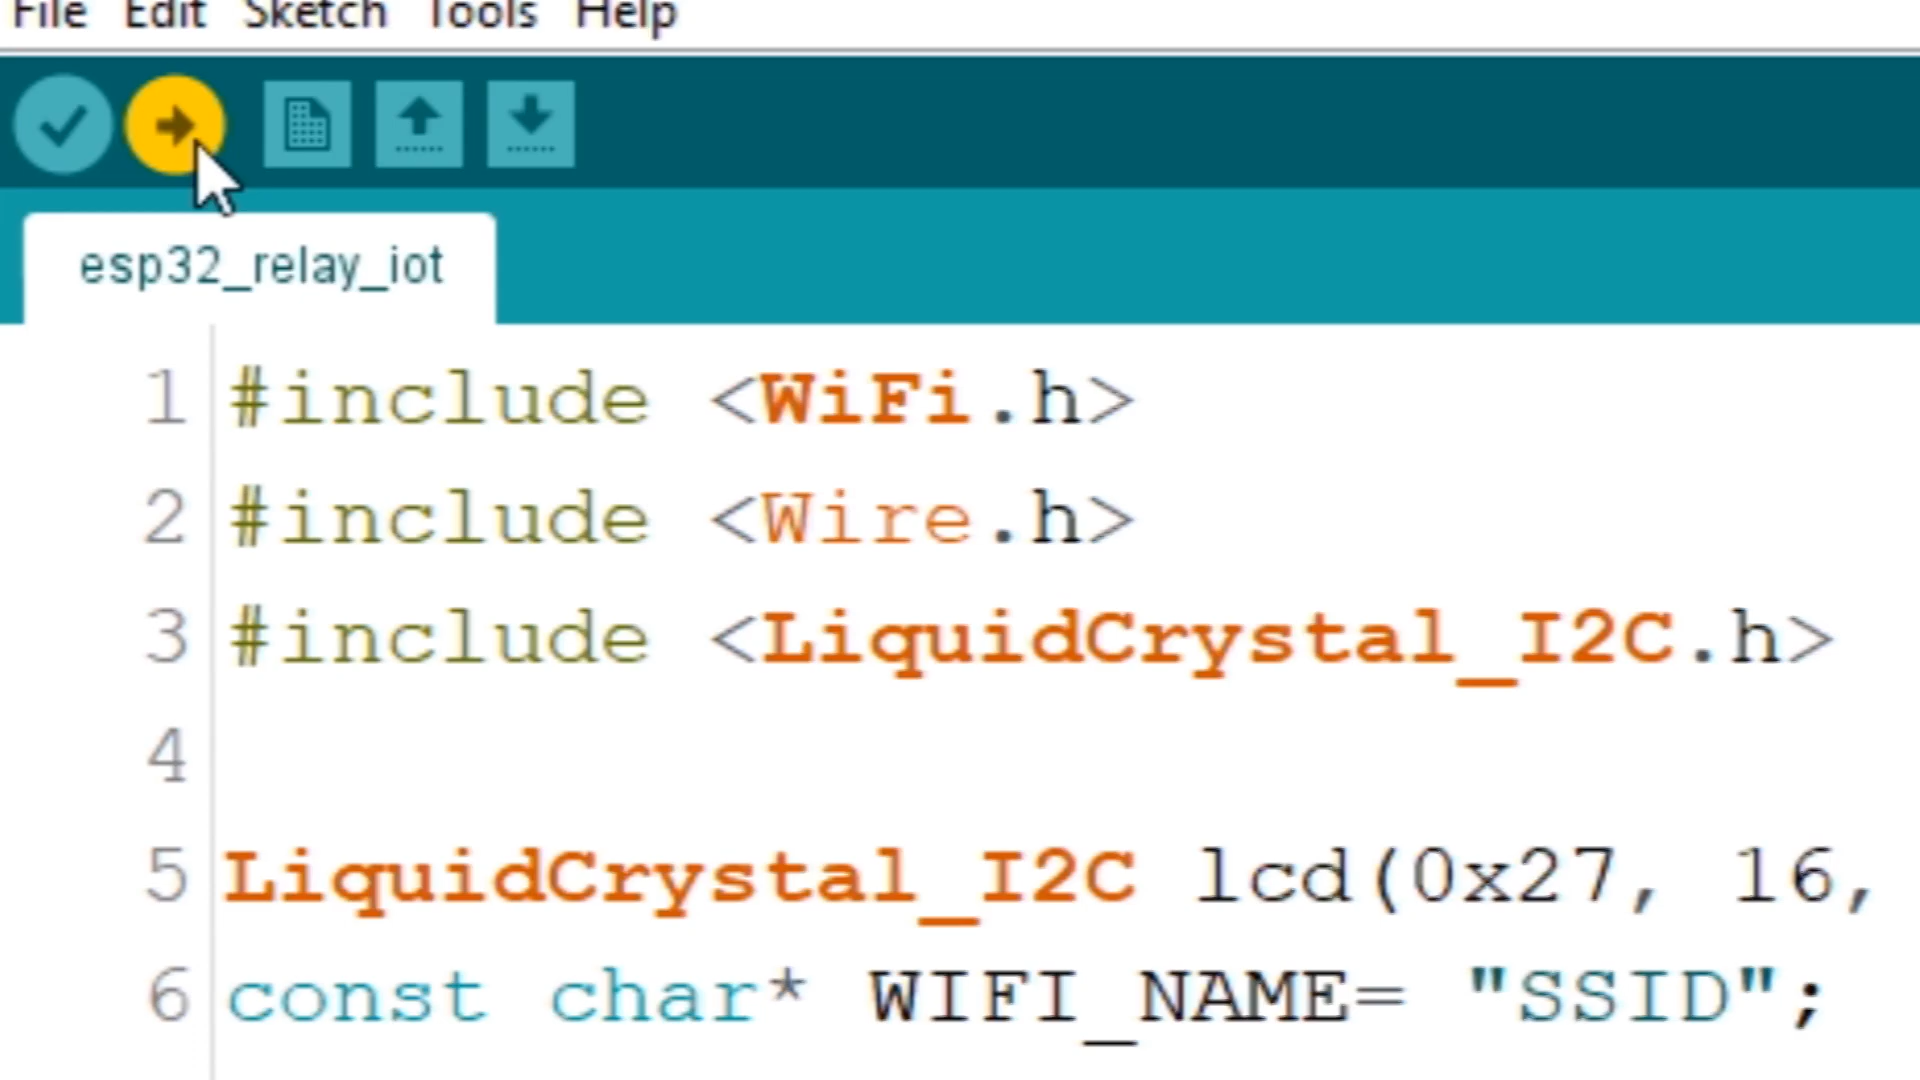 File Edit Sketch Tools Help
esp32_relay_iot
1 #include <WiFi.h>
2 #include <Wire.h>
3 #include <LiquidCrystal_I2C.h>
4
5 LiquidCrystal_I2C lcd(0x27, 16,
6 const char* WIFI_NAME= "SSID";